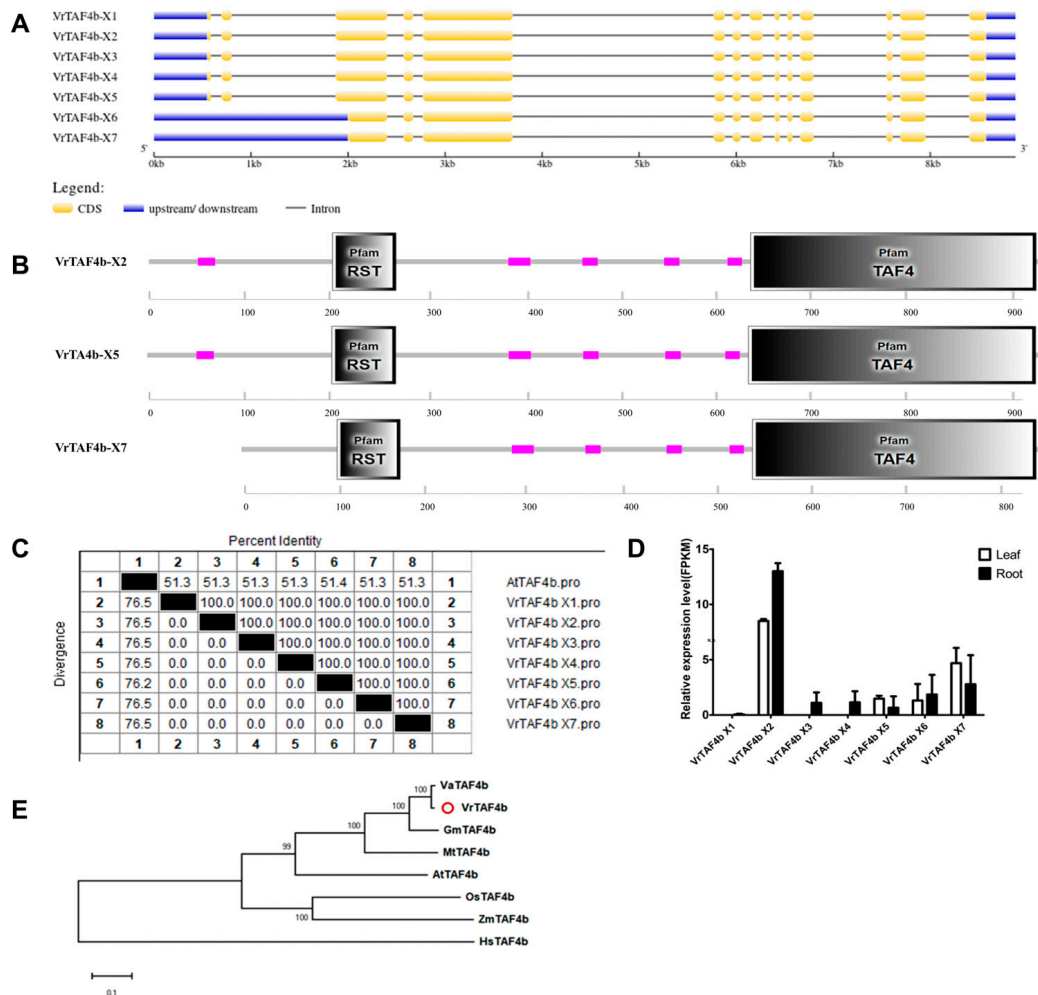 A
VrTAF4b-X1
VrTAF4b-X2
VrTAF4b-X3
VrTAF4b-X4
VrTAF4b-X5
VrTAF4b-X6
VrTAF4b-X7
5' 3'
0kb 1kb 2kb 3kb 4kb 5kb 6kb 7kb 8kb
Legend:
CDS upstream/ downstream Intron
B
VrTAF4b-X2 Pfam RST Pfam TAF4
0 100 200 300 400 500 600 700 800 900
VrTA4b-X5 Pfam RST Pfam TAF4
0 100 200 300 400 500 600 700 800 900
VrTAF4b-X7 Pfam RST Pfam TAF4
0 100 200 300 400 500 600 700 800
C
Percent Identity
Divergence
1 2 3 4 5 6 7 8
1 51.3 51.3 51.3 51.3 51.4 51.3 51.3 1 AtTAF4b.pro
2 76.5 100.0 100.0 100.0 100.0 100.0 100.0 2 VrTAF4b X1.pro
3 76.5 0.0 100.0 100.0 100.0 100.0 100.0 3 VrTAF4b X2.pro
4 76.5 0.0 0.0 100.0 100.0 100.0 100.0 4 VrTAF4b X3.pro
5 76.5 0.0 0.0 0.0 100.0 100.0 100.0 5 VrTAF4b X4.pro
6 76.2 0.0 0.0 0.0 0.0 100.0 100.0 6 VrTAF4b X5.pro
7 76.5 0.0 0.0 0.0 0.0 0.0 100.0 7 VrTAF4b X6.pro
8 76.5 0.0 0.0 0.0 0.0 0.0 0.0 8 VrTAF4b X7.pro
1 2 3 4 5 6 7 8
D
Relative expression level(FPKM)
15
10
5
0
Leaf
Root
VrTAF4b X1
VrTAF4b X2
VrTAF4b X3
VrTAF4b X4
VrTAF4b X5
VrTAF4b X6
VrTAF4b X7
E
VaTAF4b
100
VrTAF4b
100
GmTAF4b
100
MtTAF4b
99
AtTAF4b
OsTAF4b
100
ZmTAF4b
HsTAF4b
0.1